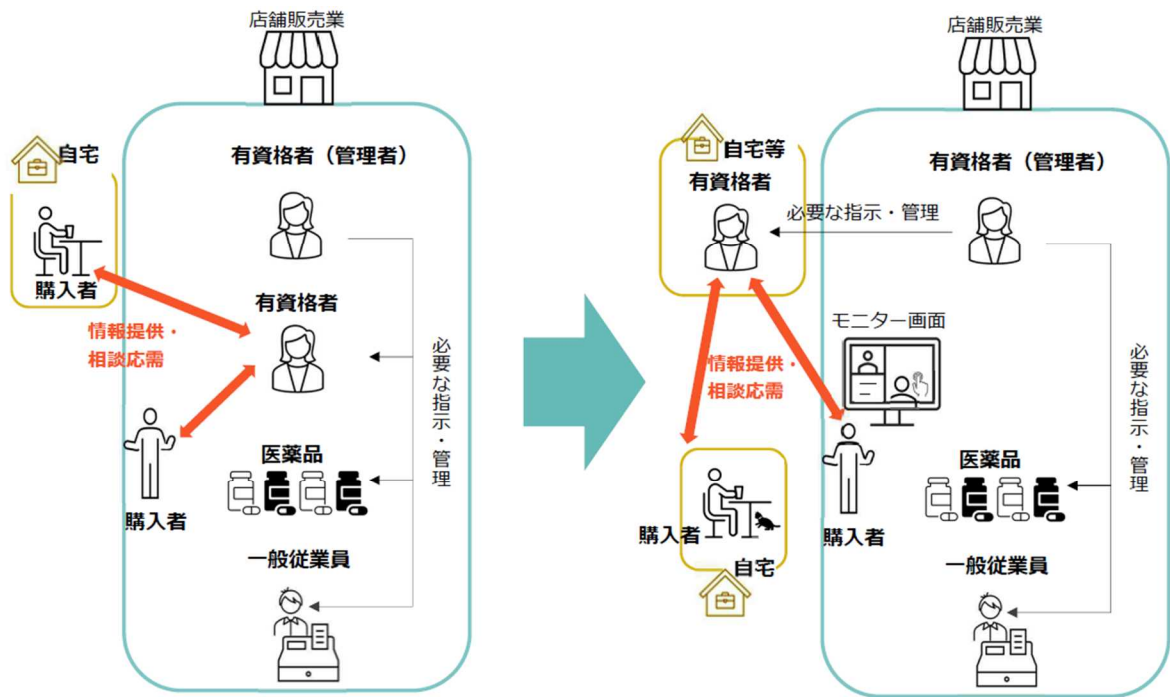 店舗販売業
自宅
有資格者（管理者）
購入者
有資格者
情報提供・
相談応需
必要な指示・管理
医薬品
購入者
一般従業員
店舗販売業
自宅等
有資格者
有資格者（管理者）
必要な指示・管理
モニター画面
情報提供・
相談応需
必要な指示・管理
医薬品
購入者
購入者
自宅
一般従業員